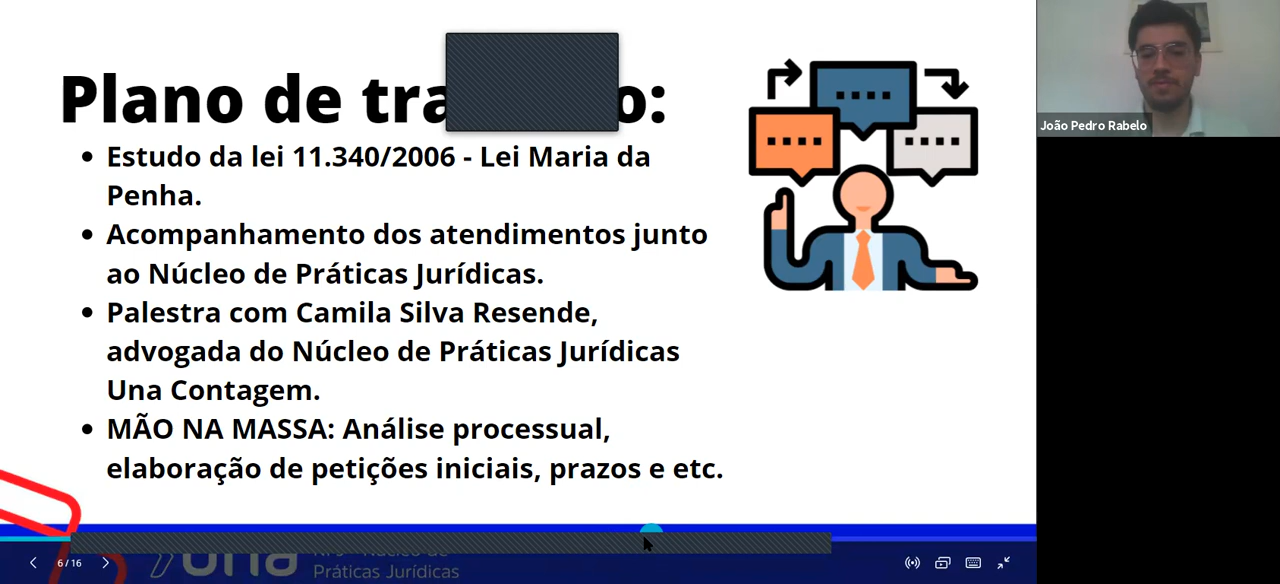 Plano de tra o:
• Estudo da lei 11.340/2006 - Lei Maria da
Penha.
• Acompanhamento dos atendimentos junto
ao Núcleo de Práticas Jurídicas.
• Palestra com Camila Silva Resende,
advogada do Núcleo de Práticas Jurídicas
Una Contagem.
• MÃO NA MASSA: Análise processual,
elaboração de petições iniciais, prazos e etc.
João Pedro Rabelo
6 / 16
una
Práticas Jurídicas